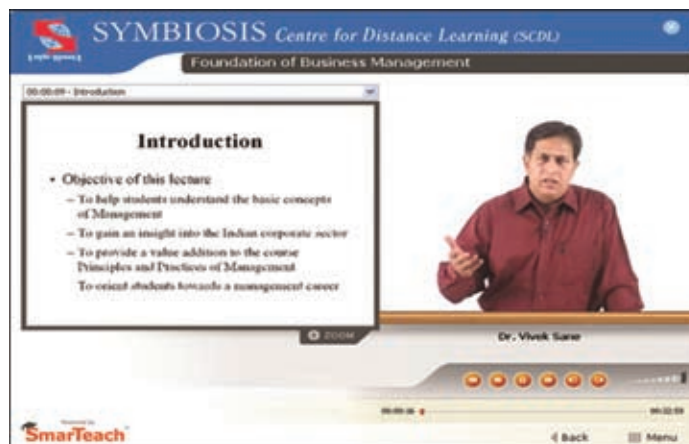 SYMBIOSIS Centre for Distance Learning (SCDL)
Foundation of Business Management
00:00:09 - Introduction
Introduction
• Objective of this lecture
– To help students understand the basic concepts
of Management
– To gain an insight into the Indian corporate sector
– To provide a value addition to the course
Principles and Practices of Management
To orient students towards a management career
ZOOM
Dr. Vivek Sane
Powered by
SmarTeach
Back
Menu